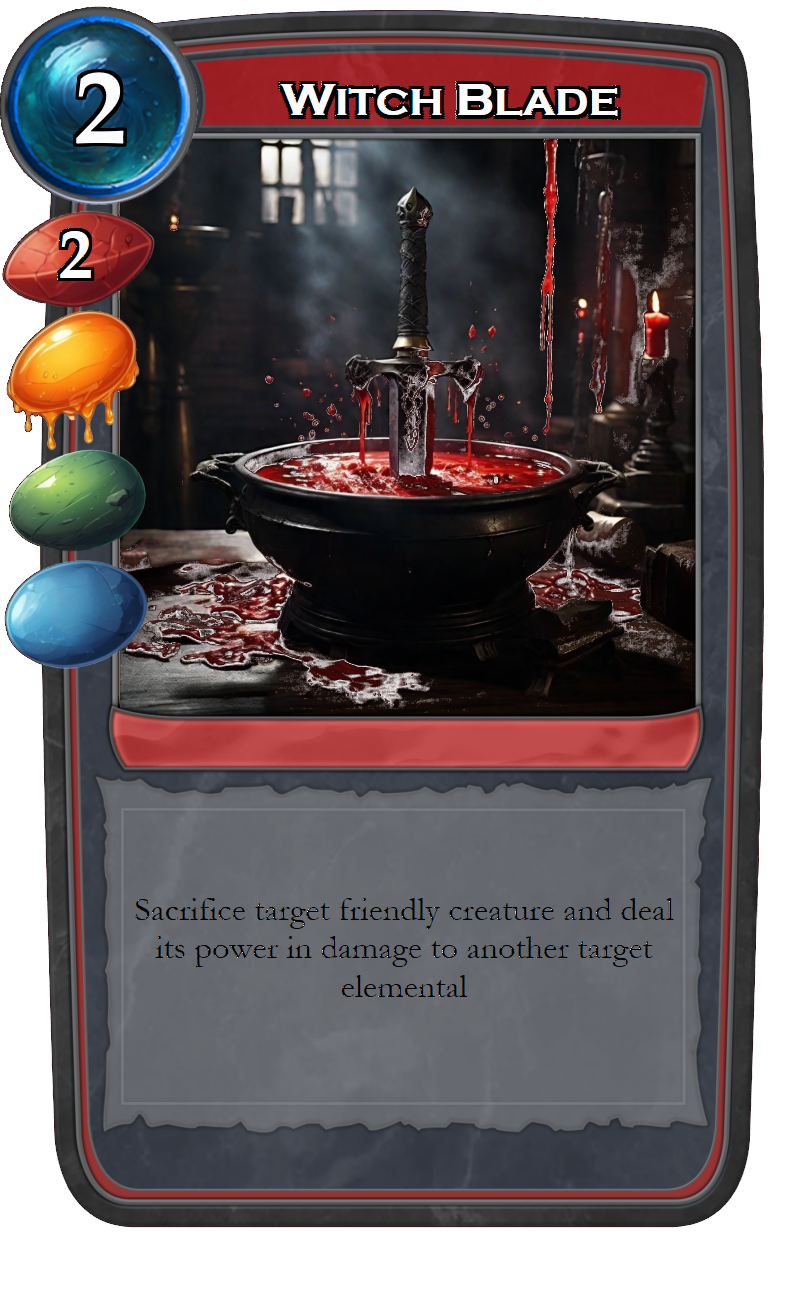 2
Witch Blade
2
Sacrifice target friendly creature and deal
its power in damage to another target
elemental